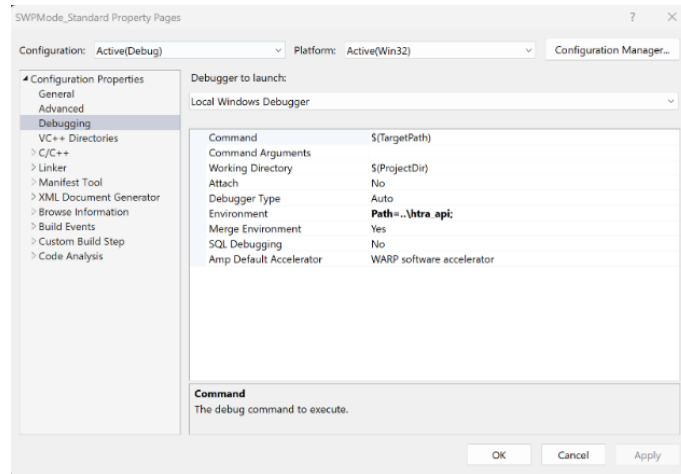 SWPMode_Standard Property Pages ? ×
Configuration: Active(Debug) Platform: Active(Win32) Configuration Manager...
Configuration Properties
General
Advanced
Debugging
VC++ Directories
C/C++
Linker
Manifest Tool
XML Document Generator
Browse Information
Build Events
Custom Build Step
Code Analysis
Debugger to launch:
Local Windows Debugger
Command $(TargetPath)
Command Arguments
Working Directory $(ProjectDir)
Attach No
Debugger Type Auto
Environment Path=..\htra_api;
Merge Environment Yes
SQL Debugging No
Amp Default Accelerator WARP software accelerator
Command
The debug command to execute.
OK Cancel Apply